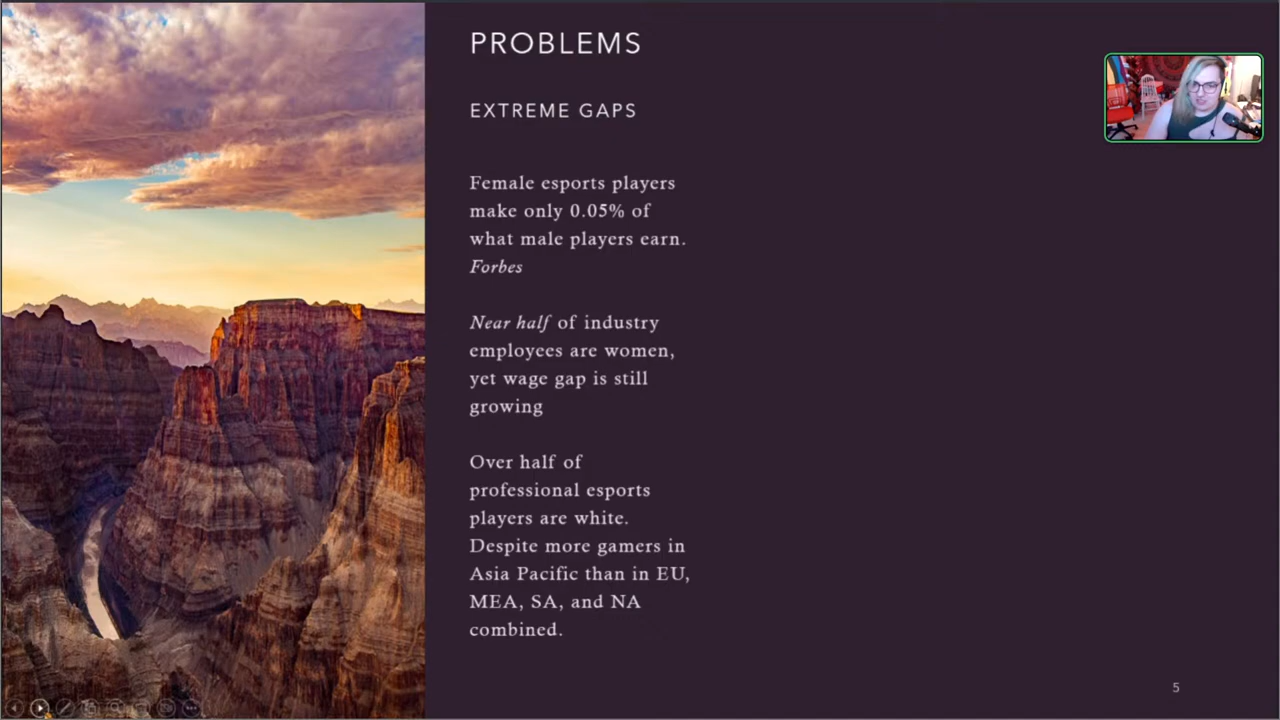 PROBLEMS
EXTREME GAPS
Female esports players
make only 0.05% of
what male players earn.
Forbes
Near half of industry
employees are women,
yet wage gap is still
growing
Over half of
professional esports
players are white.
Despite more gamers in
Asia Pacific than in EU,
MEA, SA, and NA
combined.
5